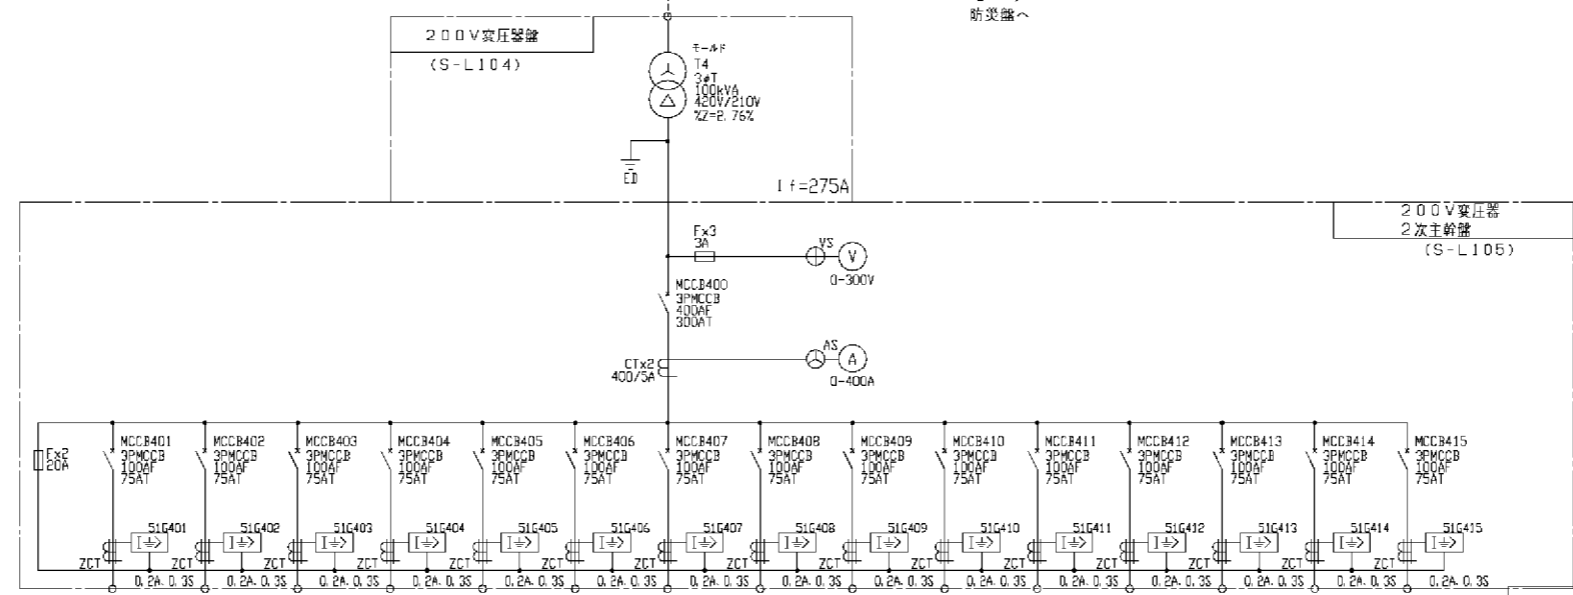 防災盤へ
200V変圧器盤
(S-L104)
モールド
T4
3φT
100kVA
420V/210V
%Z=2.76%
ED
If=275A
200V変圧器
2次主幹盤
(S-L105)
Fx3
3A
VS
V
0-300V
MCCB400
3PMCCB
400AF
300AT
CTx2
400/5A
AS
A
0-400A
Fx2
20A
MCCB401 MCCB402 MCCB403 MCCB404 MCCB405 MCCB406 MCCB407 MCCB408 MCCB409 MCCB410 MCCB411 MCCB412 MCCB413 MCCB414 MCCB415
3PMCCB 3PMCCB 3PMCCB 3PMCCB 3PMCCB 3PMCCB 3PMCCB 3PMCCB 3PMCCB 3PMCCB 3PMCCB 3PMCCB 3PMCCB 3PMCCB 3PMCCB
100AF 100AF 100AF 100AF 100AF 100AF 100AF 100AF 100AF 100AF 100AF 100AF 100AF 100AF 100AF
75AT 75AT 75AT 75AT 75AT 75AT 75AT 75AT 75AT 75AT 75AT 75AT 75AT 75AT 75AT
51G401 51G402 51G403 51G404 51G405 51G406 51G407 51G408 51G409 51G410 51G411 51G412 51G413 51G414 51G415
I I I I I I I I I I I I I I I
ZCT ZCT ZCT ZCT ZCT ZCT ZCT ZCT ZCT ZCT ZCT ZCT ZCT ZCT ZCT
0.2A. 0.3S 0.2A. 0.3S 0.2A. 0.3S 0.2A. 0.3S 0.2A. 0.3S 0.2A. 0.3S 0.2A. 0.3S 0.2A. 0.3S 0.2A. 0.3S 0.2A. 0.3S 0.2A. 0.3S 0.2A. 0.3S 0.2A. 0.3S 0.2A. 0.3S 0.2A. 0.3S